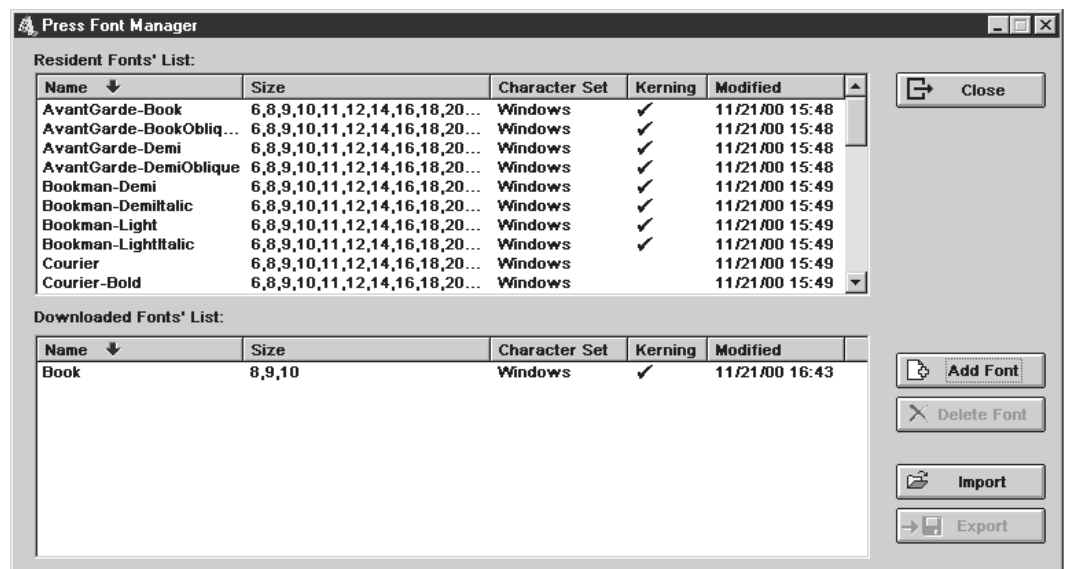 Press Font Manager
Resident Fonts' List:
Name Size Character Set Kerning Modified
AvantGarde-Book 6,8,9,10,11,12,14,16,18,20... Windows ✓ 11/21/00 15:48
AvantGarde-BookObliq... 6,8,9,10,11,12,14,16,18,20... Windows ✓ 11/21/00 15:48
AvantGarde-Demi 6,8,9,10,11,12,14,16,18,20... Windows ✓ 11/21/00 15:48
AvantGarde-DemiOblique 6,8,9,10,11,12,14,16,18,20... Windows ✓ 11/21/00 15:48
Bookman-Demi 6,8,9,10,11,12,14,16,18,20... Windows ✓ 11/21/00 15:49
Bookman-DemiItalic 6,8,9,10,11,12,14,16,18,20... Windows ✓ 11/21/00 15:49
Bookman-Light 6,8,9,10,11,12,14,16,18,20... Windows ✓ 11/21/00 15:49
Bookman-LightItalic 6,8,9,10,11,12,14,16,18,20... Windows ✓ 11/21/00 15:49
Courier 6,8,9,10,11,12,14,16,18,20... Windows 11/21/00 15:49
Courier-Bold 6,8,9,10,11,12,14,16,18,20... Windows 11/21/00 15:49
Close
Downloaded Fonts' List:
Name Size Character Set Kerning Modified
Book 8,9,10 Windows ✓ 11/21/00 16:43
Add Font
Delete Font
Import
Export